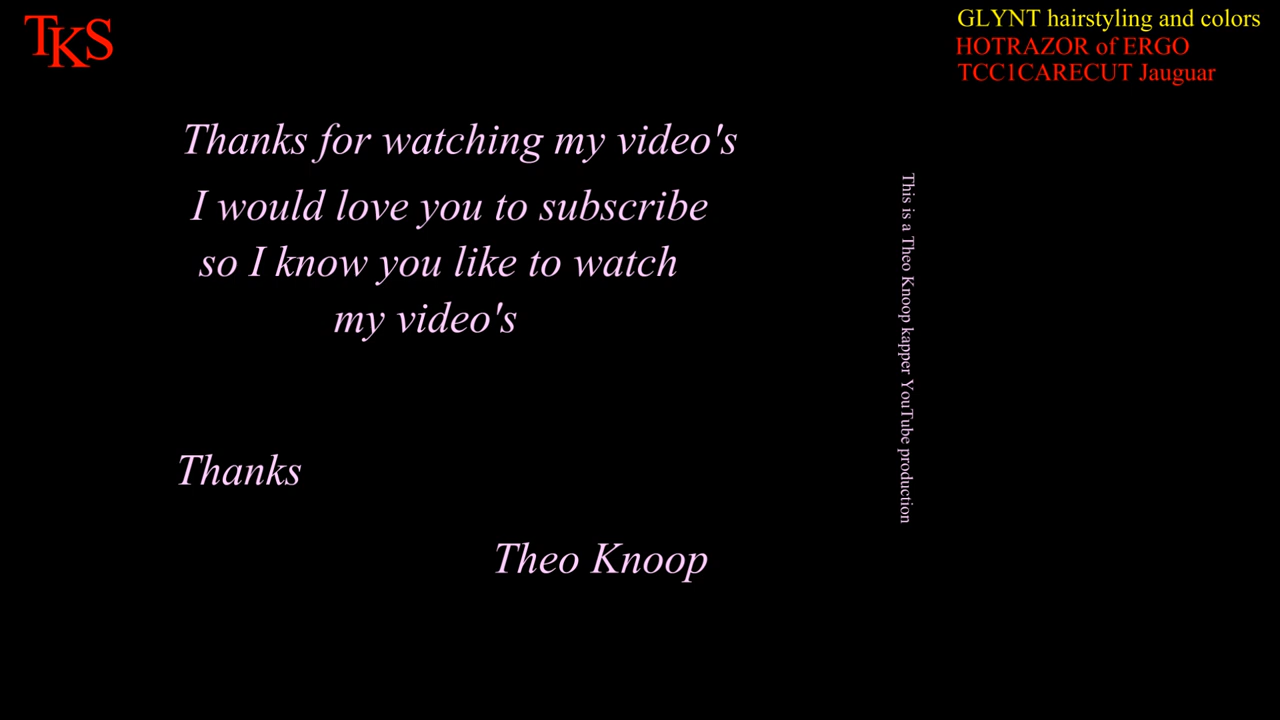 TKS
GLYNT hairstyling and colors
HOTRAZOR of ERGO
TCC1CARECUT Jauguar
Thanks for watching my video's
I would love you to subscribe
so I know you like to watch
my video's
Thanks
Theo Knoop
This is a Theo Knoop kapper YouTube production